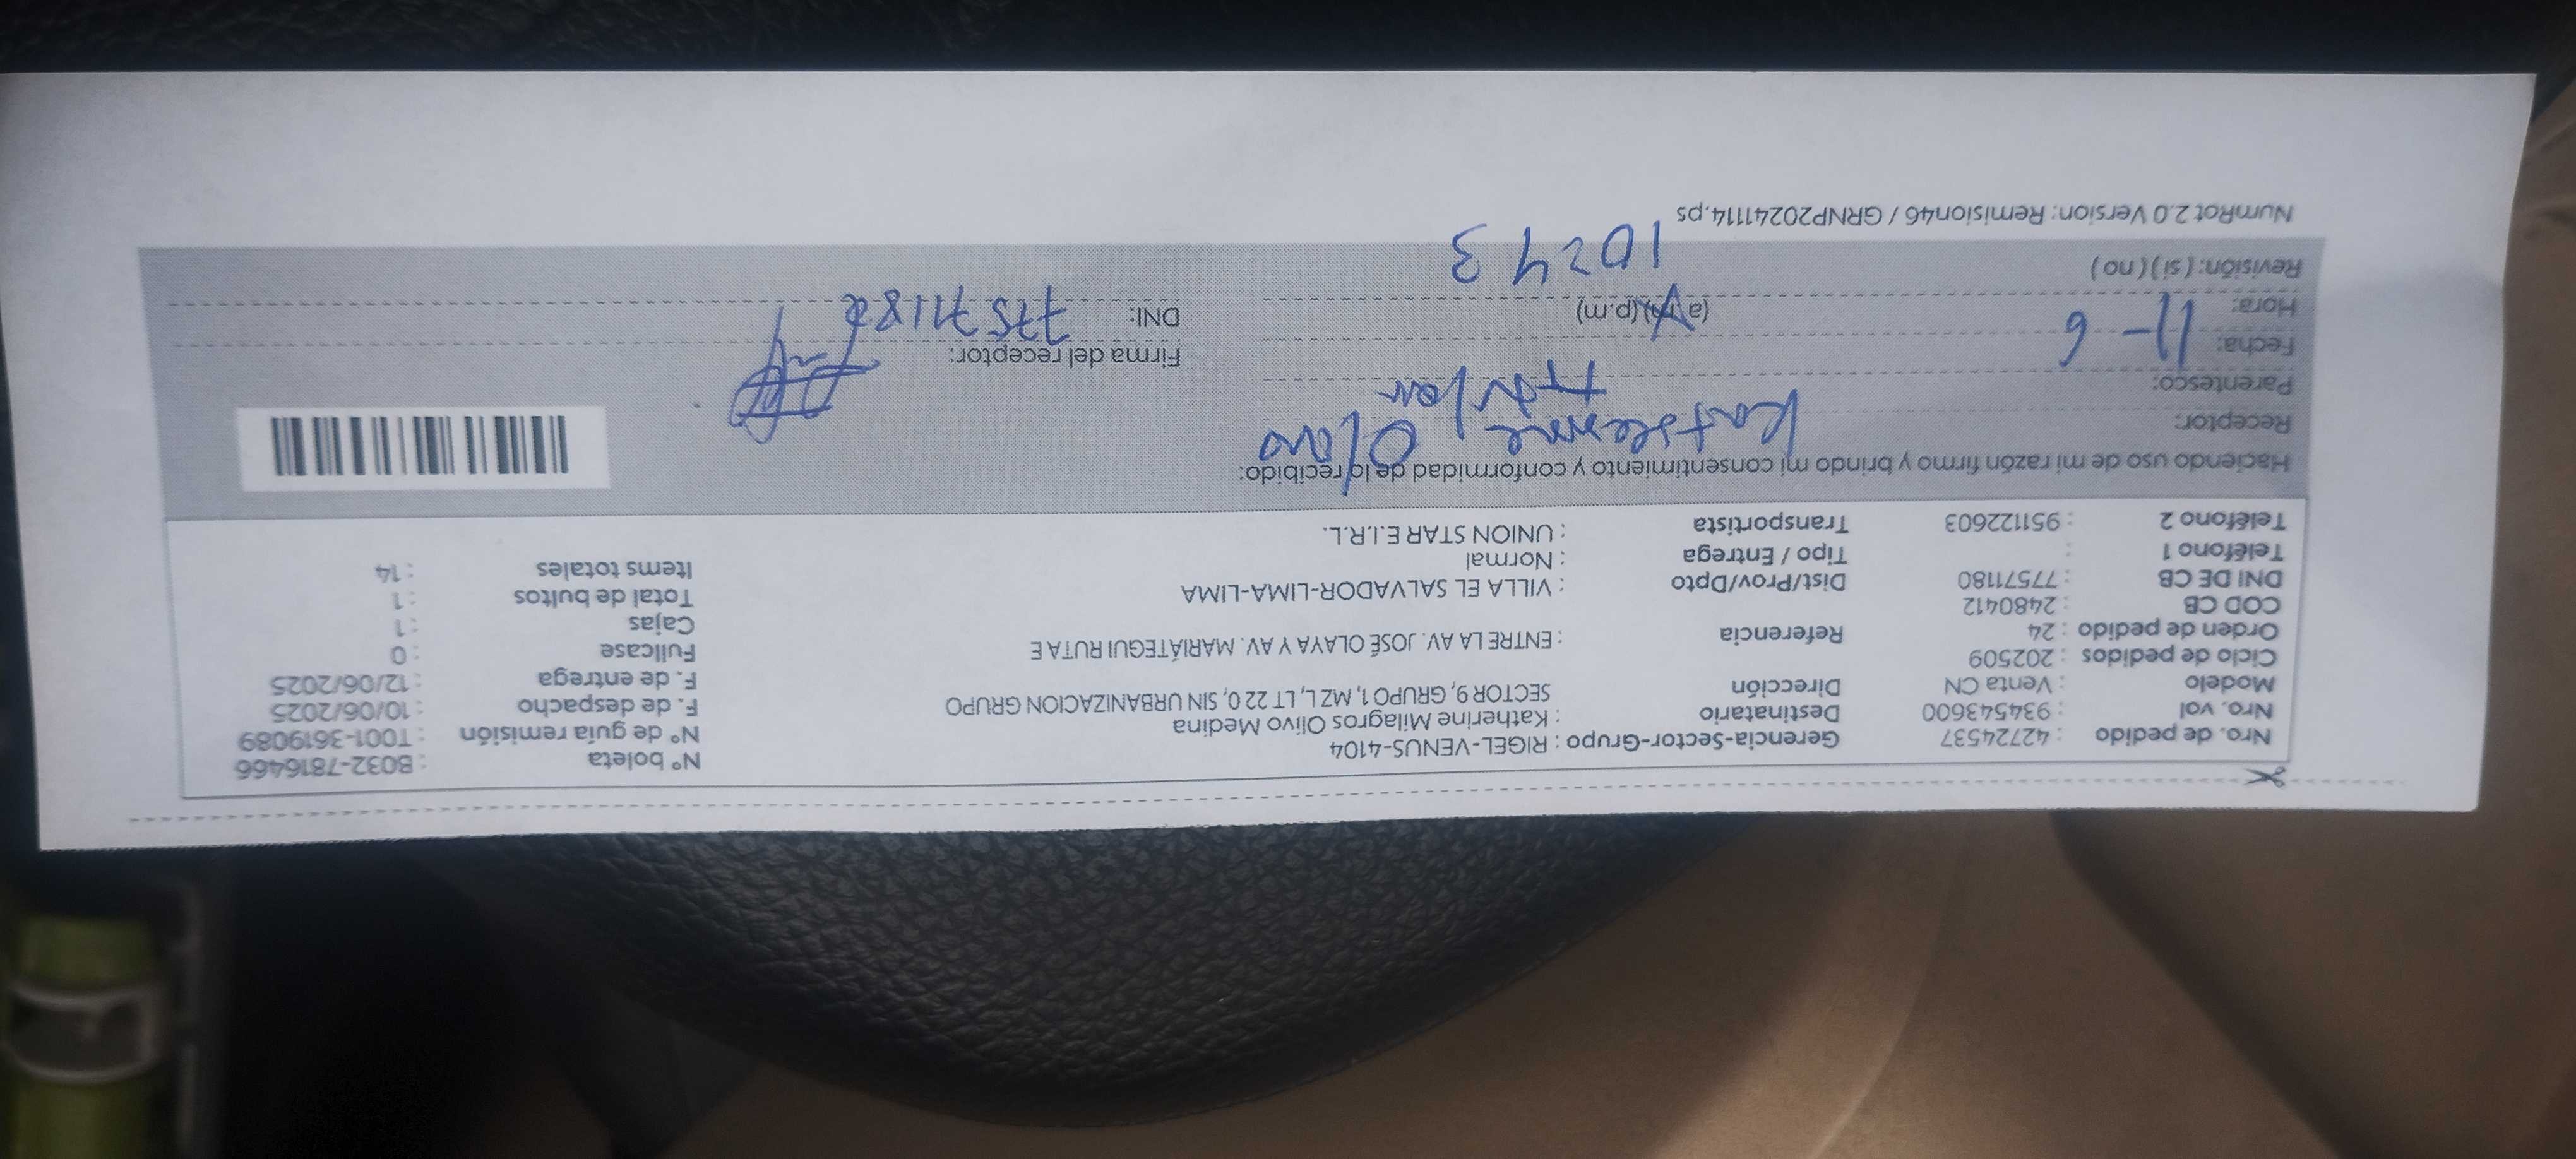 Nro. de pedido : 42724537 Gerencia-Sector-Grupo : RIGEL-VENUS-4104 N° boleta : B032-7816466
Nro. vol : 934543600 Destinatario : Katherine Milagros Olivo Medina N° de guía remisión : T001-3619089
Modelo : Venta CN Dirección SECTOR 9, GRUPO 1, MZ L, LT 22 0, SIN URBANIZACION GRUPO F. de despacho : 10/06/2025
Ciclo de pedidos : 202509 F. de entrega : 12/06/2025
Orden de pedido : 24 Referencia : ENTRE LA AV. JOSÉ OLAYA Y AV. MARIÁTEGUI RUTA E Fullcase : 0
COD CB : 2480412 Cajas : 1
DNI DE CB : 77571180 Dist/Prov/Dpto : VILLA EL SALVADOR-LIMA-LIMA Total de bultos : 1
Teléfono 1 : Tipo / Entrega : Normal Items totales : 14
Teléfono 2 : 951122603 Transportista : UNION STAR E.I.R.L.
Haciendo uso de mi razón firmo y brindo mi consentimiento y conformidad de lo recibido:
Receptor:
Parentesco:
Fecha: 11-6 Firma del receptor:
Hora: (a.m)(p.m) DNI:
Revisión: (si) (no) 10243
NumRot 2.0 Version: Remision46 / GRNP20241114.ps